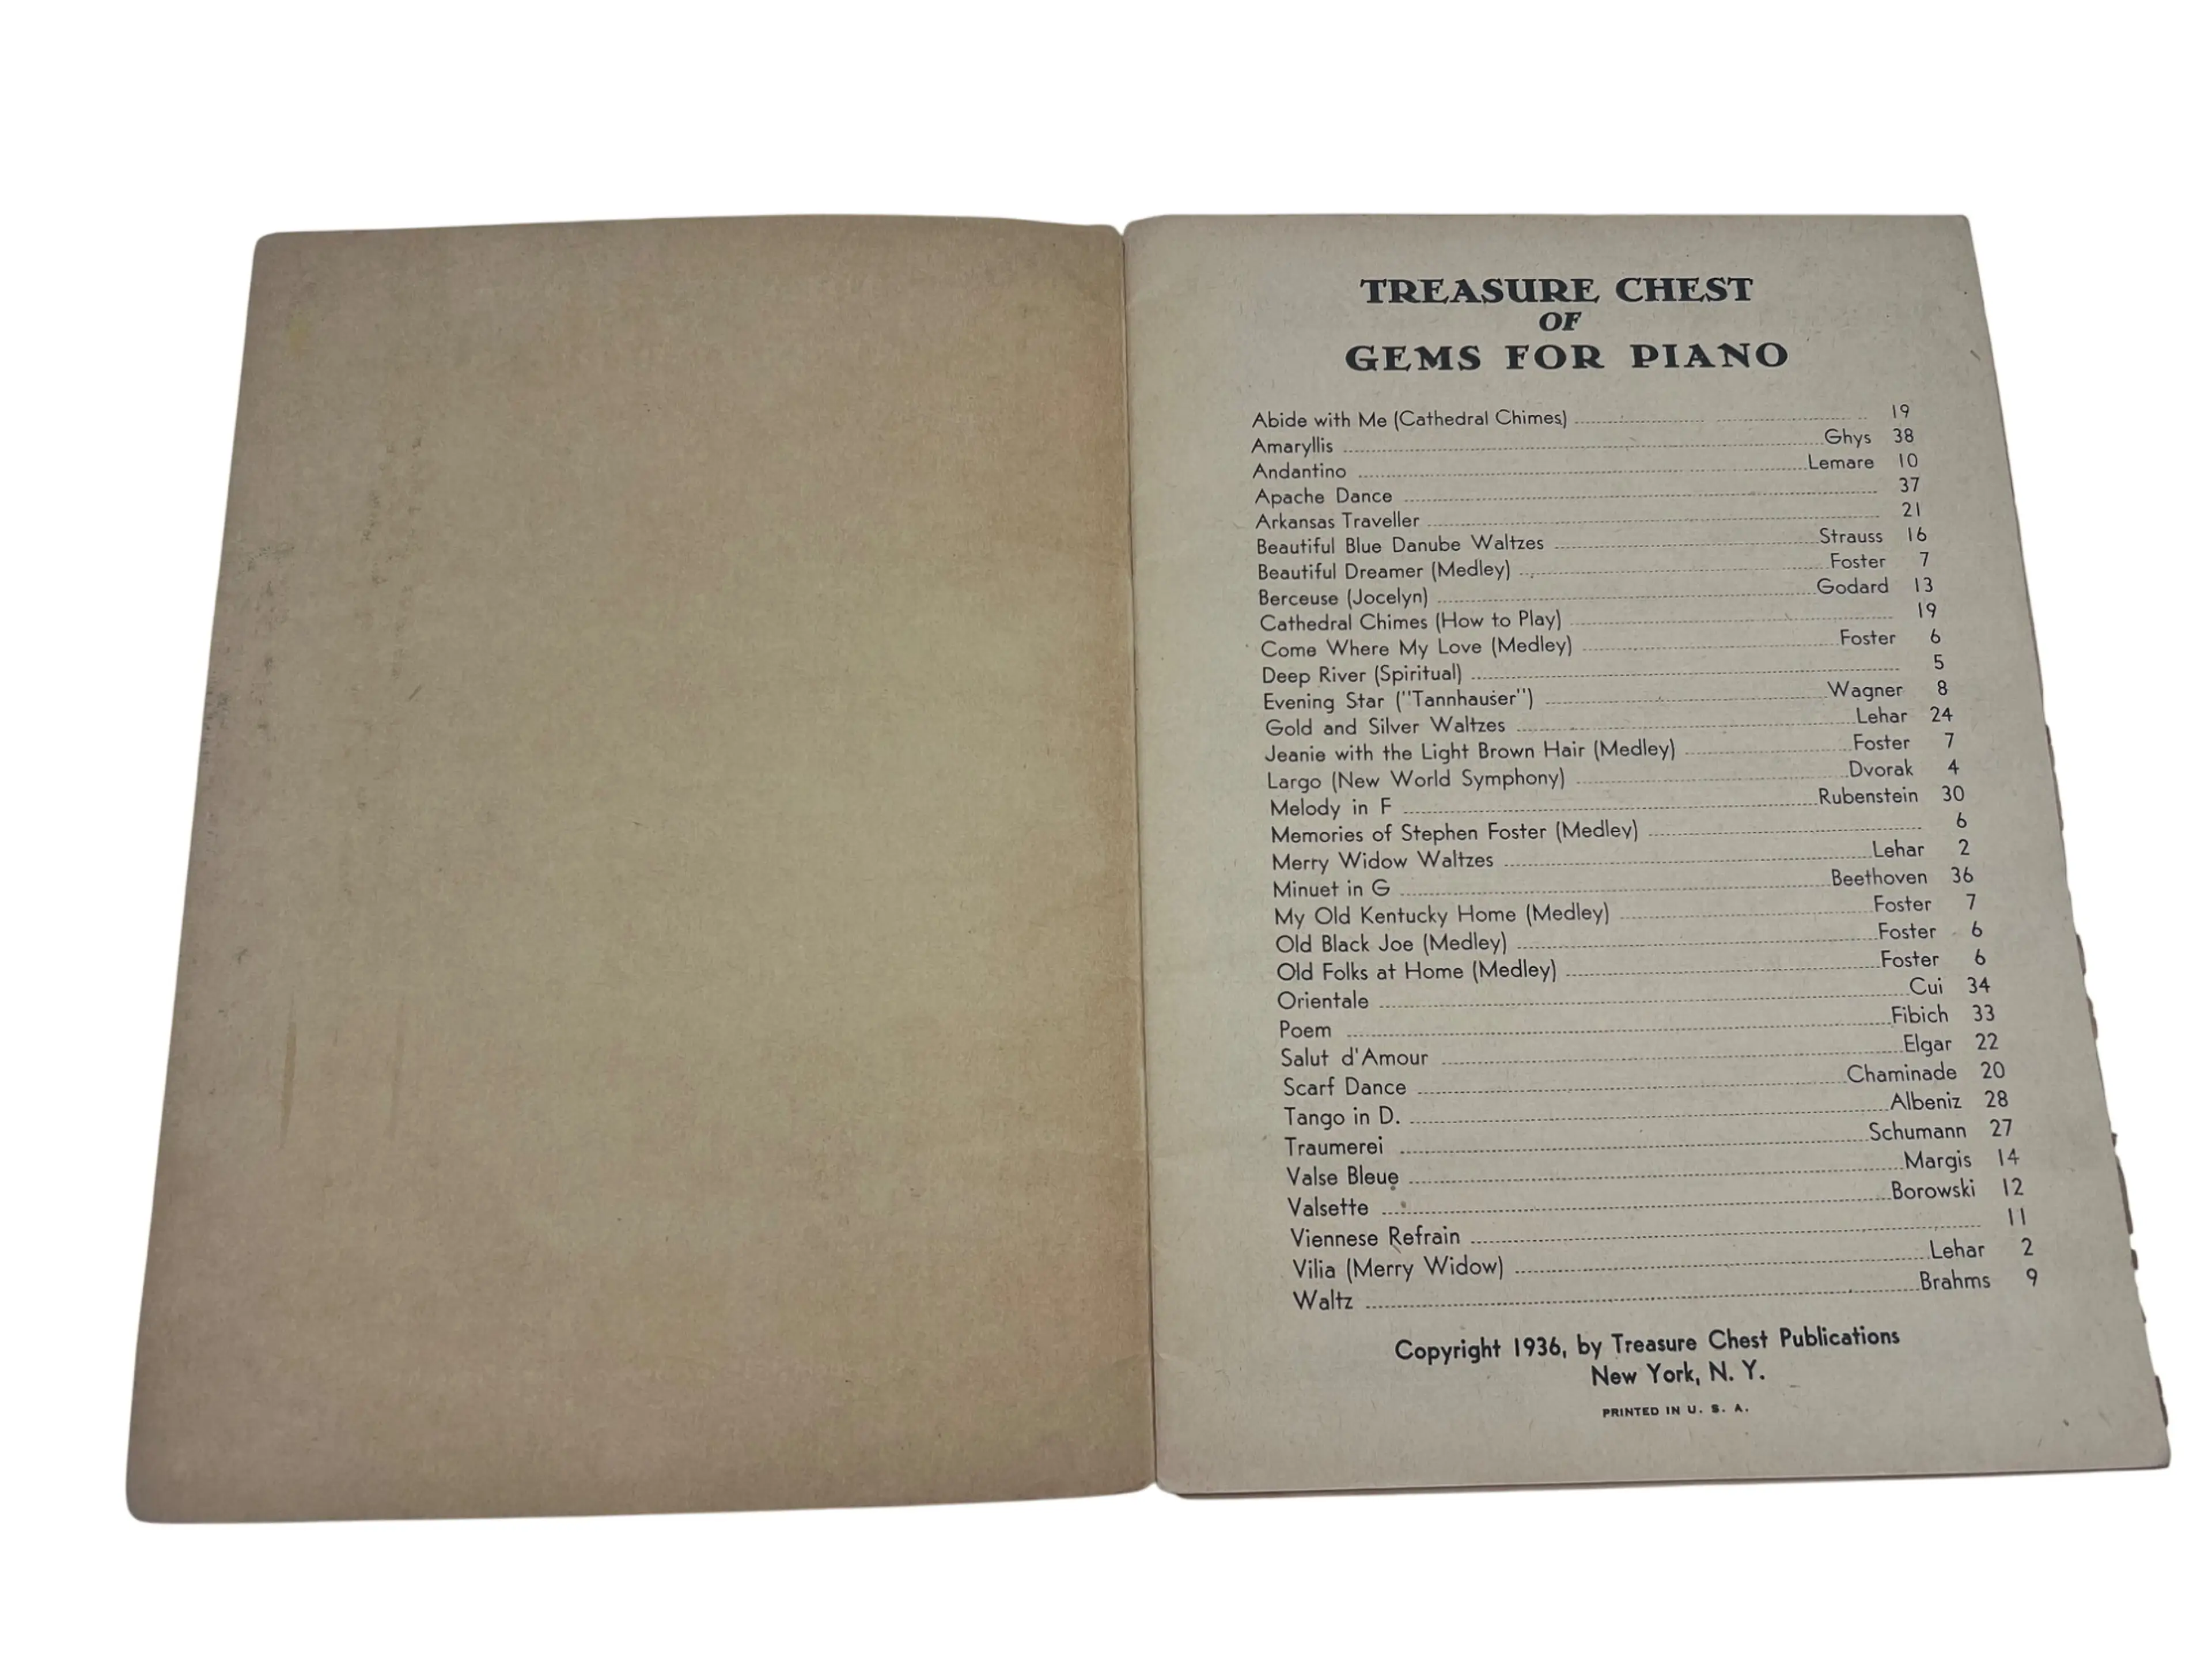 TREASURE CHEST
OF
GEMS FOR PIANO
Abide with Me (Cathedral Chimes) 19
Amaryllis Ghys 38
Andantino Lemare 10
Apache Dance 37
Arkansas Traveller 21
Beautiful Blue Danube Waltzes Strauss 16
Beautiful Dreamer (Medley) Foster 7
Berceuse (Jocelyn) Godard 13
Cathedral Chimes (How to Play) 19
Come Where My Love (Medley) Foster 6
Deep River (Spiritual) 5
Evening Star ("Tannhauser") Wagner 8
Gold and Silver Waltzes Lehar 24
Jeanie with the Light Brown Hair (Medley) Foster 7
Largo (New World Symphony) Dvorak 4
Melody in F Rubenstein 30
Memories of Stephen Foster (Medley) 6
Merry Widow Waltzes Lehar 2
Minuet in G Beethoven 36
My Old Kentucky Home (Medley) Foster 7
Old Black Joe (Medley) Foster 6
Old Folks at Home (Medley) Foster 6
Orientale Cui 34
Poem Fibich 33
Salut d'Amour Elgar 22
Scarf Dance Chaminade 20
Tango in D. Albeniz 28
Traumerei Schumann 27
Valse Bleue Margis 14
Valsette Borowski 12
Viennese Refrain 11
Vilia (Merry Widow) Lehar 2
Waltz Brahms 9
Copyright 1936, by Treasure Chest Publications
New York, N. Y.
PRINTED IN U. S. A.